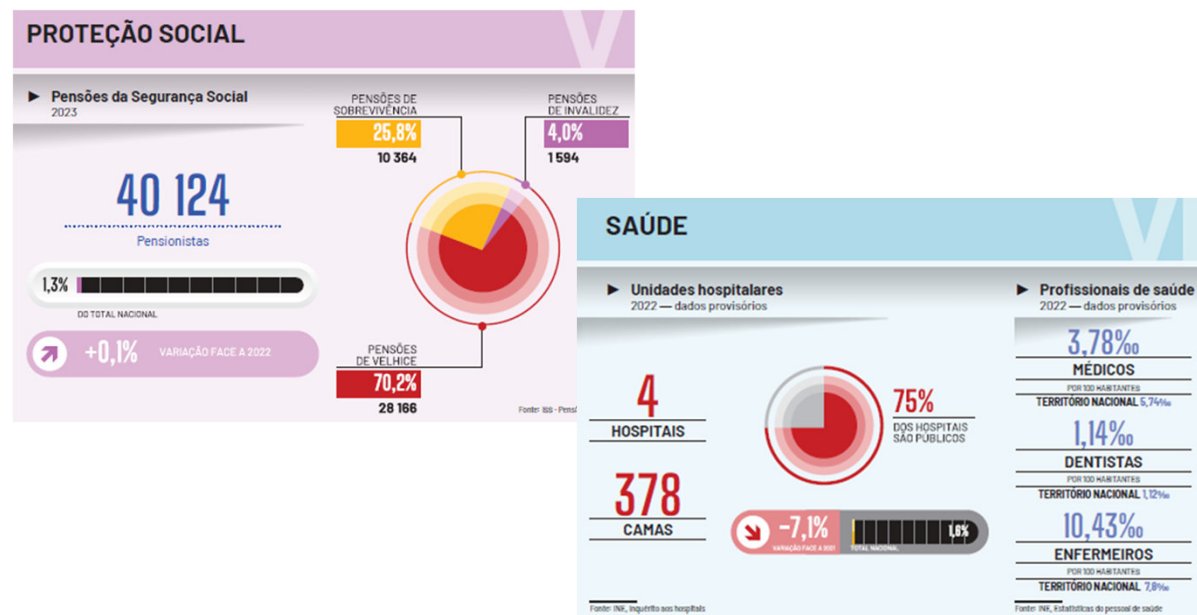 PROTEÇÃO SOCIAL
V
► Pensões da Segurança Social
2023
40 124
Pensionistas
1,3%
DO TOTAL NACIONAL
+0,1% VARIAÇÃO FACE A 2022
PENSÕES DE
SOBREVIVÊNCIA
25,8%
10 364
PENSÕES
DE INVALIDEZ
4,0%
1 594
PENSÕES
DE VELHICE
70,2%
28 166
Fonte: ISS - Pens
SAÚDE
VI
► Unidades hospitalares
2022 — dados provisórios
4
HOSPITAIS
378
CAMAS
75%
DOS HOSPITAIS
SÃO PÚBLICOS
-7,1%
VARIAÇÃO FACE A 2021
TOTAL NACIONAL
1,6%
Fonte: INE, Inquérito aos hospitais
► Profissionais de saúde
2022 — dados provisórios
3,78‰
MÉDICOS
POR 100 HABITANTES
TERRITÓRIO NACIONAL 5,74‰
1,14‰
DENTISTAS
POR 100 HABITANTES
TERRITÓRIO NACIONAL 1,12‰
10,43‰
ENFERMEIROS
POR 100 HABITANTES
TERRITÓRIO NACIONAL 7,8‰
Fonte: INE, Estatísticas do pessoal de saúde